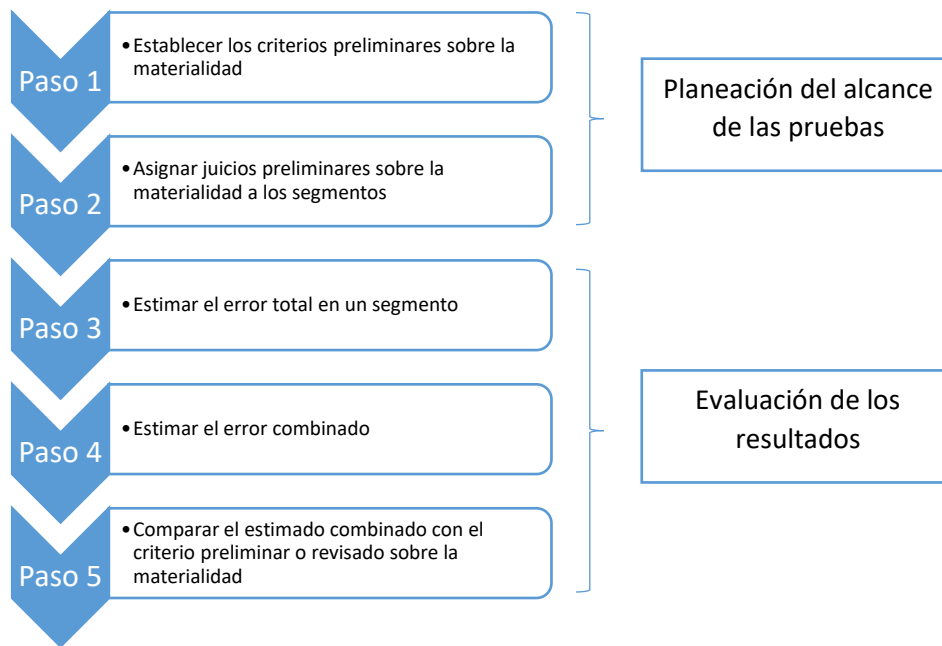 Paso 1
•Establecer los criterios preliminares sobre la
materialidad
Paso 2
•Asignar juicios preliminares sobre la
materialidad a los segmentos
Planeación del alcance
de las pruebas
Paso 3
•Estimar el error total en un segmento
Paso 4
•Estimar el error combinado
Paso 5
•Comparar el estimado combinado con el
criterio preliminar o revisado sobre la
materialidad
Evaluación de los
resultados